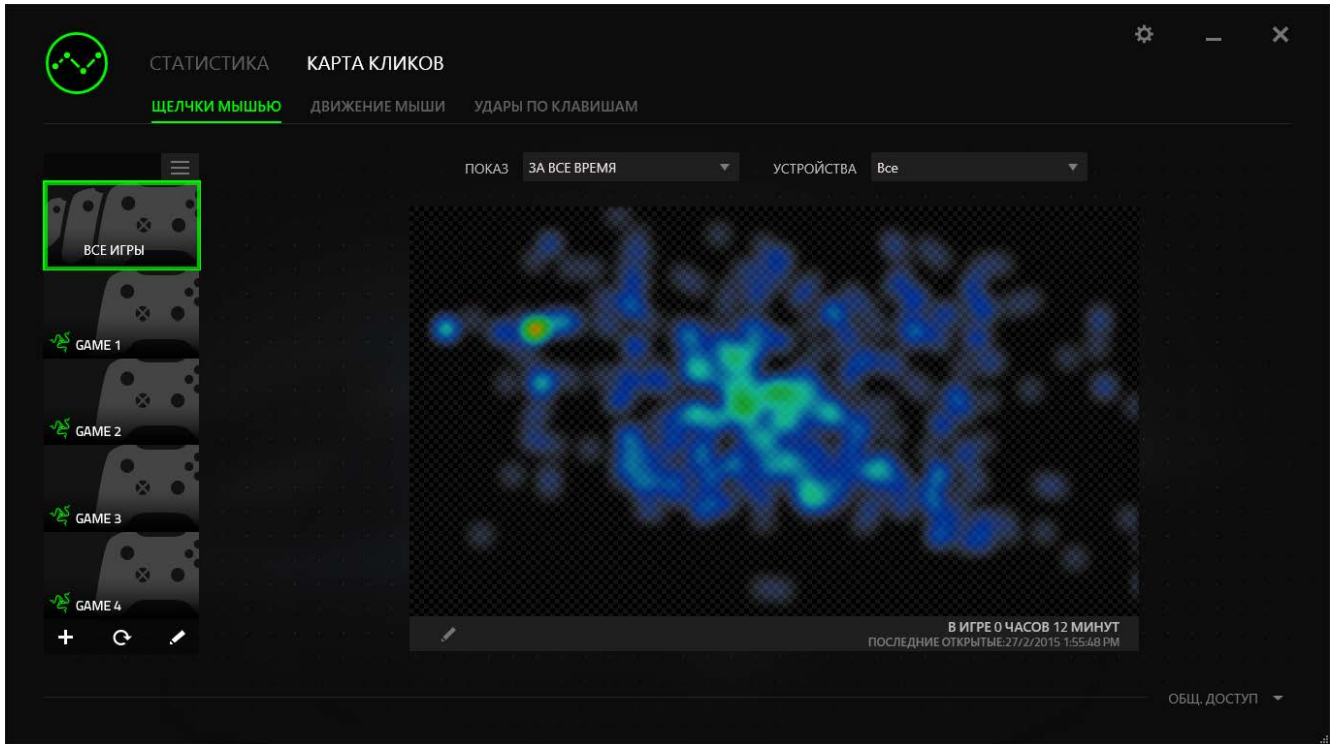 СТАТИСТИКА КАРТА КЛИКОВ
ЩЕЛЧКИ МЫШЬЮ ДВИЖЕНИЕ МЫШИ УДАРЫ ПО КЛАВИШАМ
ПОКАЗ ЗА ВСЕ ВРЕМЯ УСТРОЙСТВА Все
ВСЕ ИГРЫ
GAME 1
GAME 2
GAME 3
GAME 4
В ИГРЕ 0 ЧАСОВ 12 МИНУТ
ПОСЛЕДНИЕ ОТКРЫТЫЕ:27/2/2015 1:55:48 PM
ОБЩ. ДОСТУП